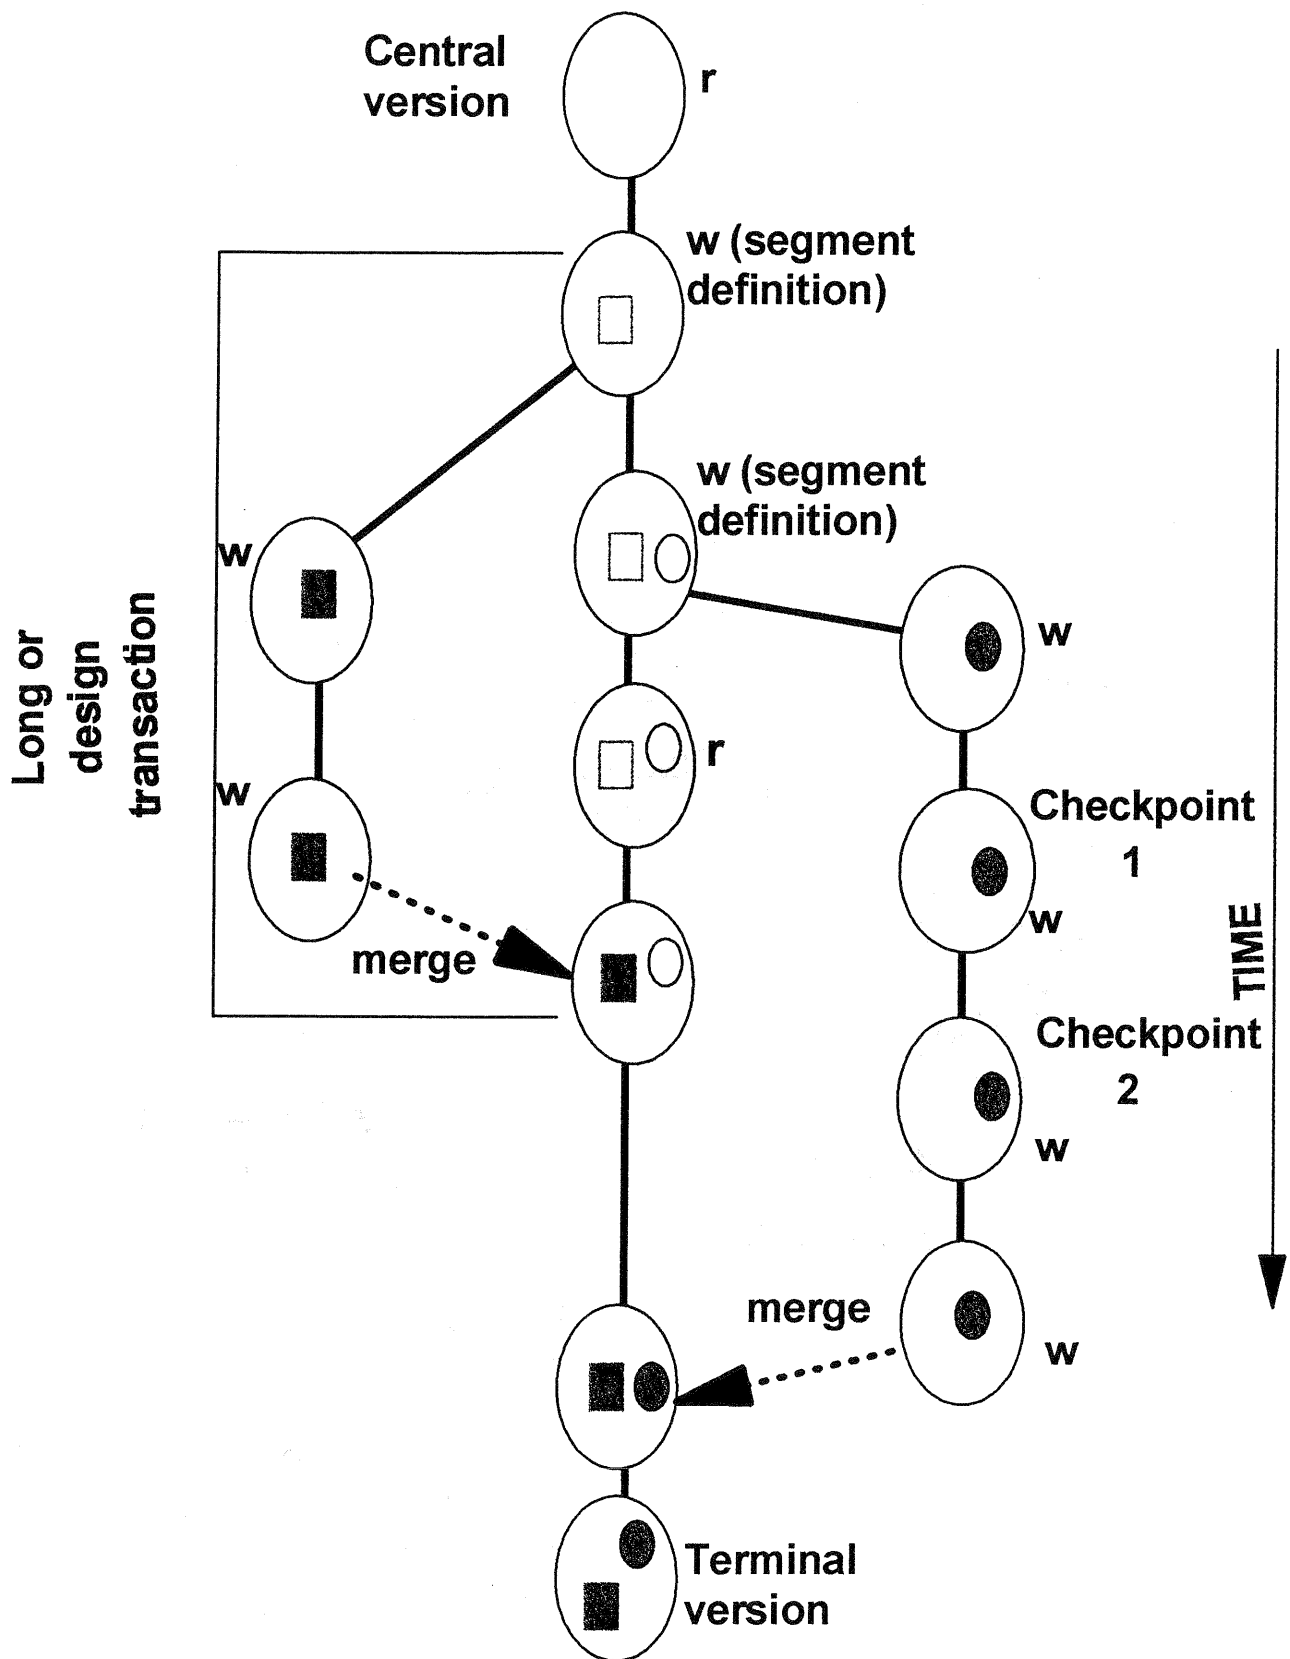 Central
version
r
w (segment
definition)
w (segment
definition)
w
w
Long or
design
transaction
r
Checkpoint
1
w
w
merge
TIME
Checkpoint
2
w
merge
w
Terminal
version